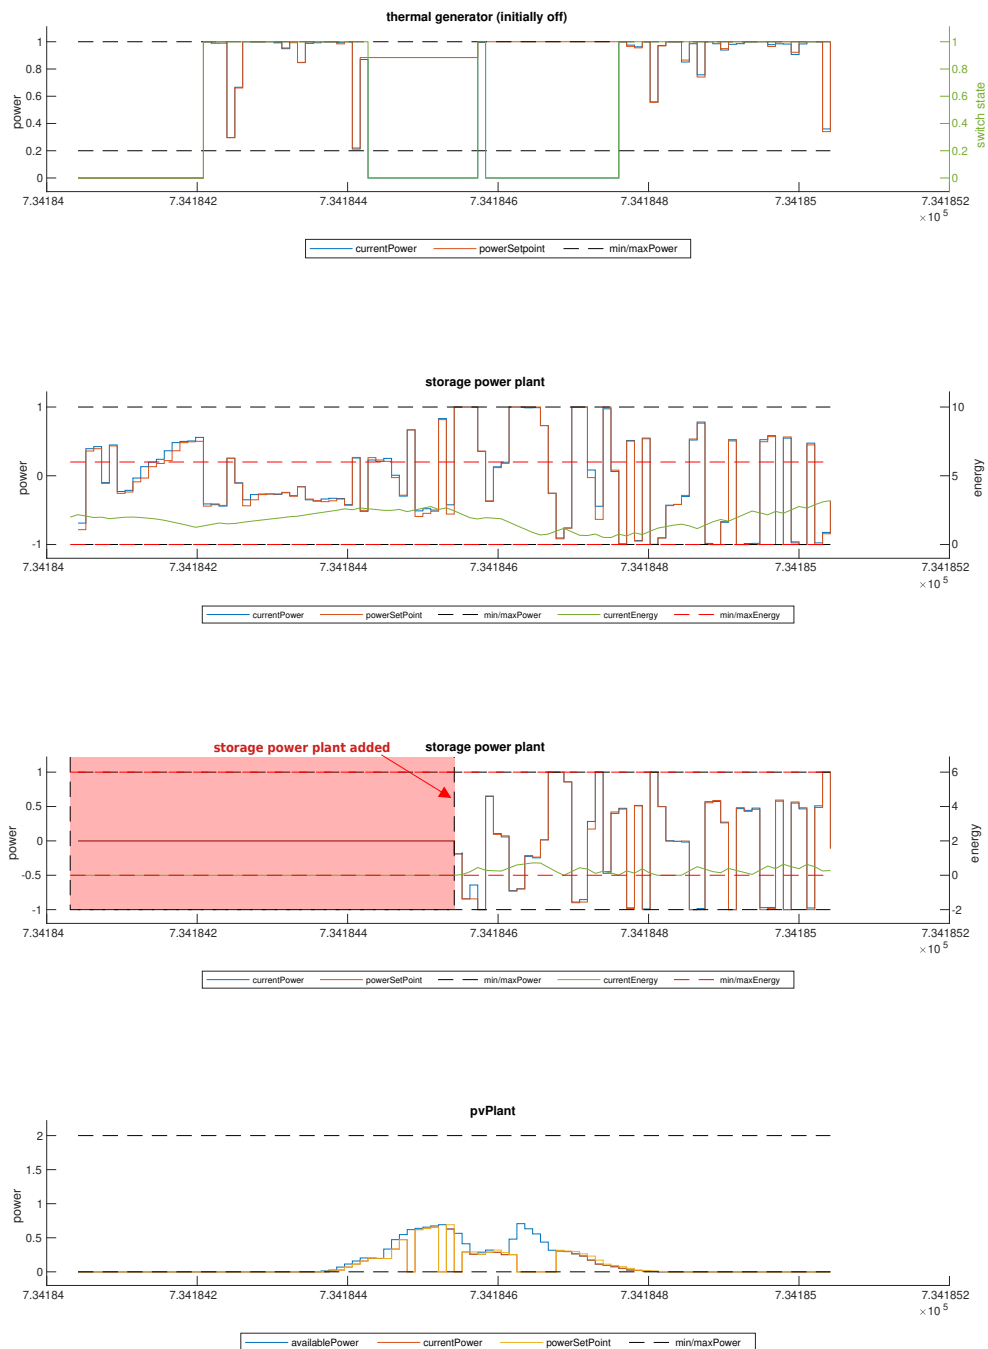 thermal generator (initially off)
1 1
0.8 0.8
0.6 0.6
0.4 0.4
0.2 0.2
0 0
power
switch state
7.34184 7.341842 7.341844 7.341846 7.341848 7.34185 7.341852
×10 5
currentPower powerSetpoint min/maxPower
storage power plant
1 10
0 5
-1 0
power
energy
7.34184 7.341842 7.341844 7.341846 7.341848 7.34185 7.341852
×10 5
currentPower powerSetPoint min/maxPower currentEnergy min/maxEnergy
storage power plant added storage power plant
1 6
0.5 4
0 2
-0.5 0
-1 -2
power
energy
7.34184 7.341842 7.341844 7.341846 7.341848 7.34185 7.341852
×10 5
currentPower powerSetPoint min/maxPower currentEnergy min/maxEnergy
pvPlant
2
1.5
1
0.5
0
power
7.34184 7.341842 7.341844 7.341846 7.341848 7.34185 7.341852
×10 5
availablePower currentPower powerSetPoint min/maxPower